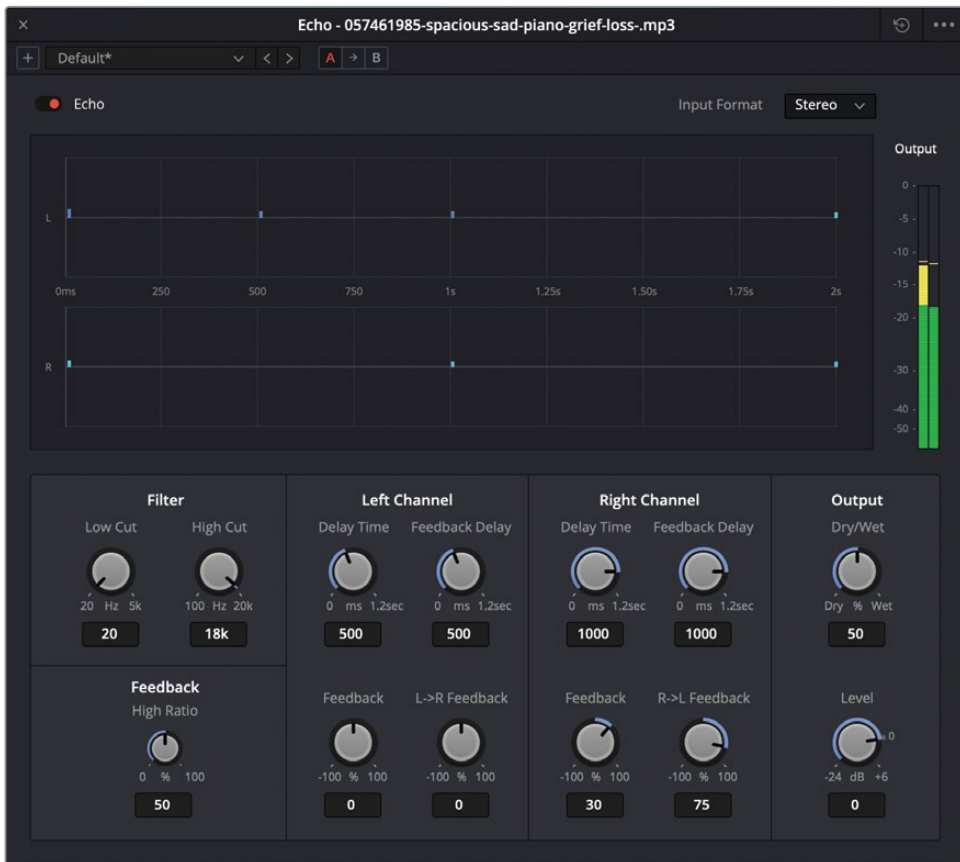 Echo - 057461985-spacious-sad-piano-grief-loss-.mp3
Default*
A
B
Echo
Input Format
Stereo
Output
0
-5
-10
-15
-20
-30
-40
-50
L
0ms 250 500 750 1s 1.25s 1.50s 1.75s 2s
R
Filter
Low Cut High Cut
20 Hz 5k 100 Hz 20k
20 18k
Feedback
High Ratio
0 % 100
50
Left Channel
Delay Time Feedback Delay
0 ms 1.2sec 0 ms 1.2sec
500 500
Feedback L->R Feedback
-100 % 100 -100 % 100
0 0
Right Channel
Delay Time Feedback Delay
0 ms 1.2sec 0 ms 1.2sec
1000 1000
Feedback R->L Feedback
-100 % 100 -100 % 100
30 75
Output
Dry/Wet
Dry % Wet
50
Level
0
-24 dB +6
0